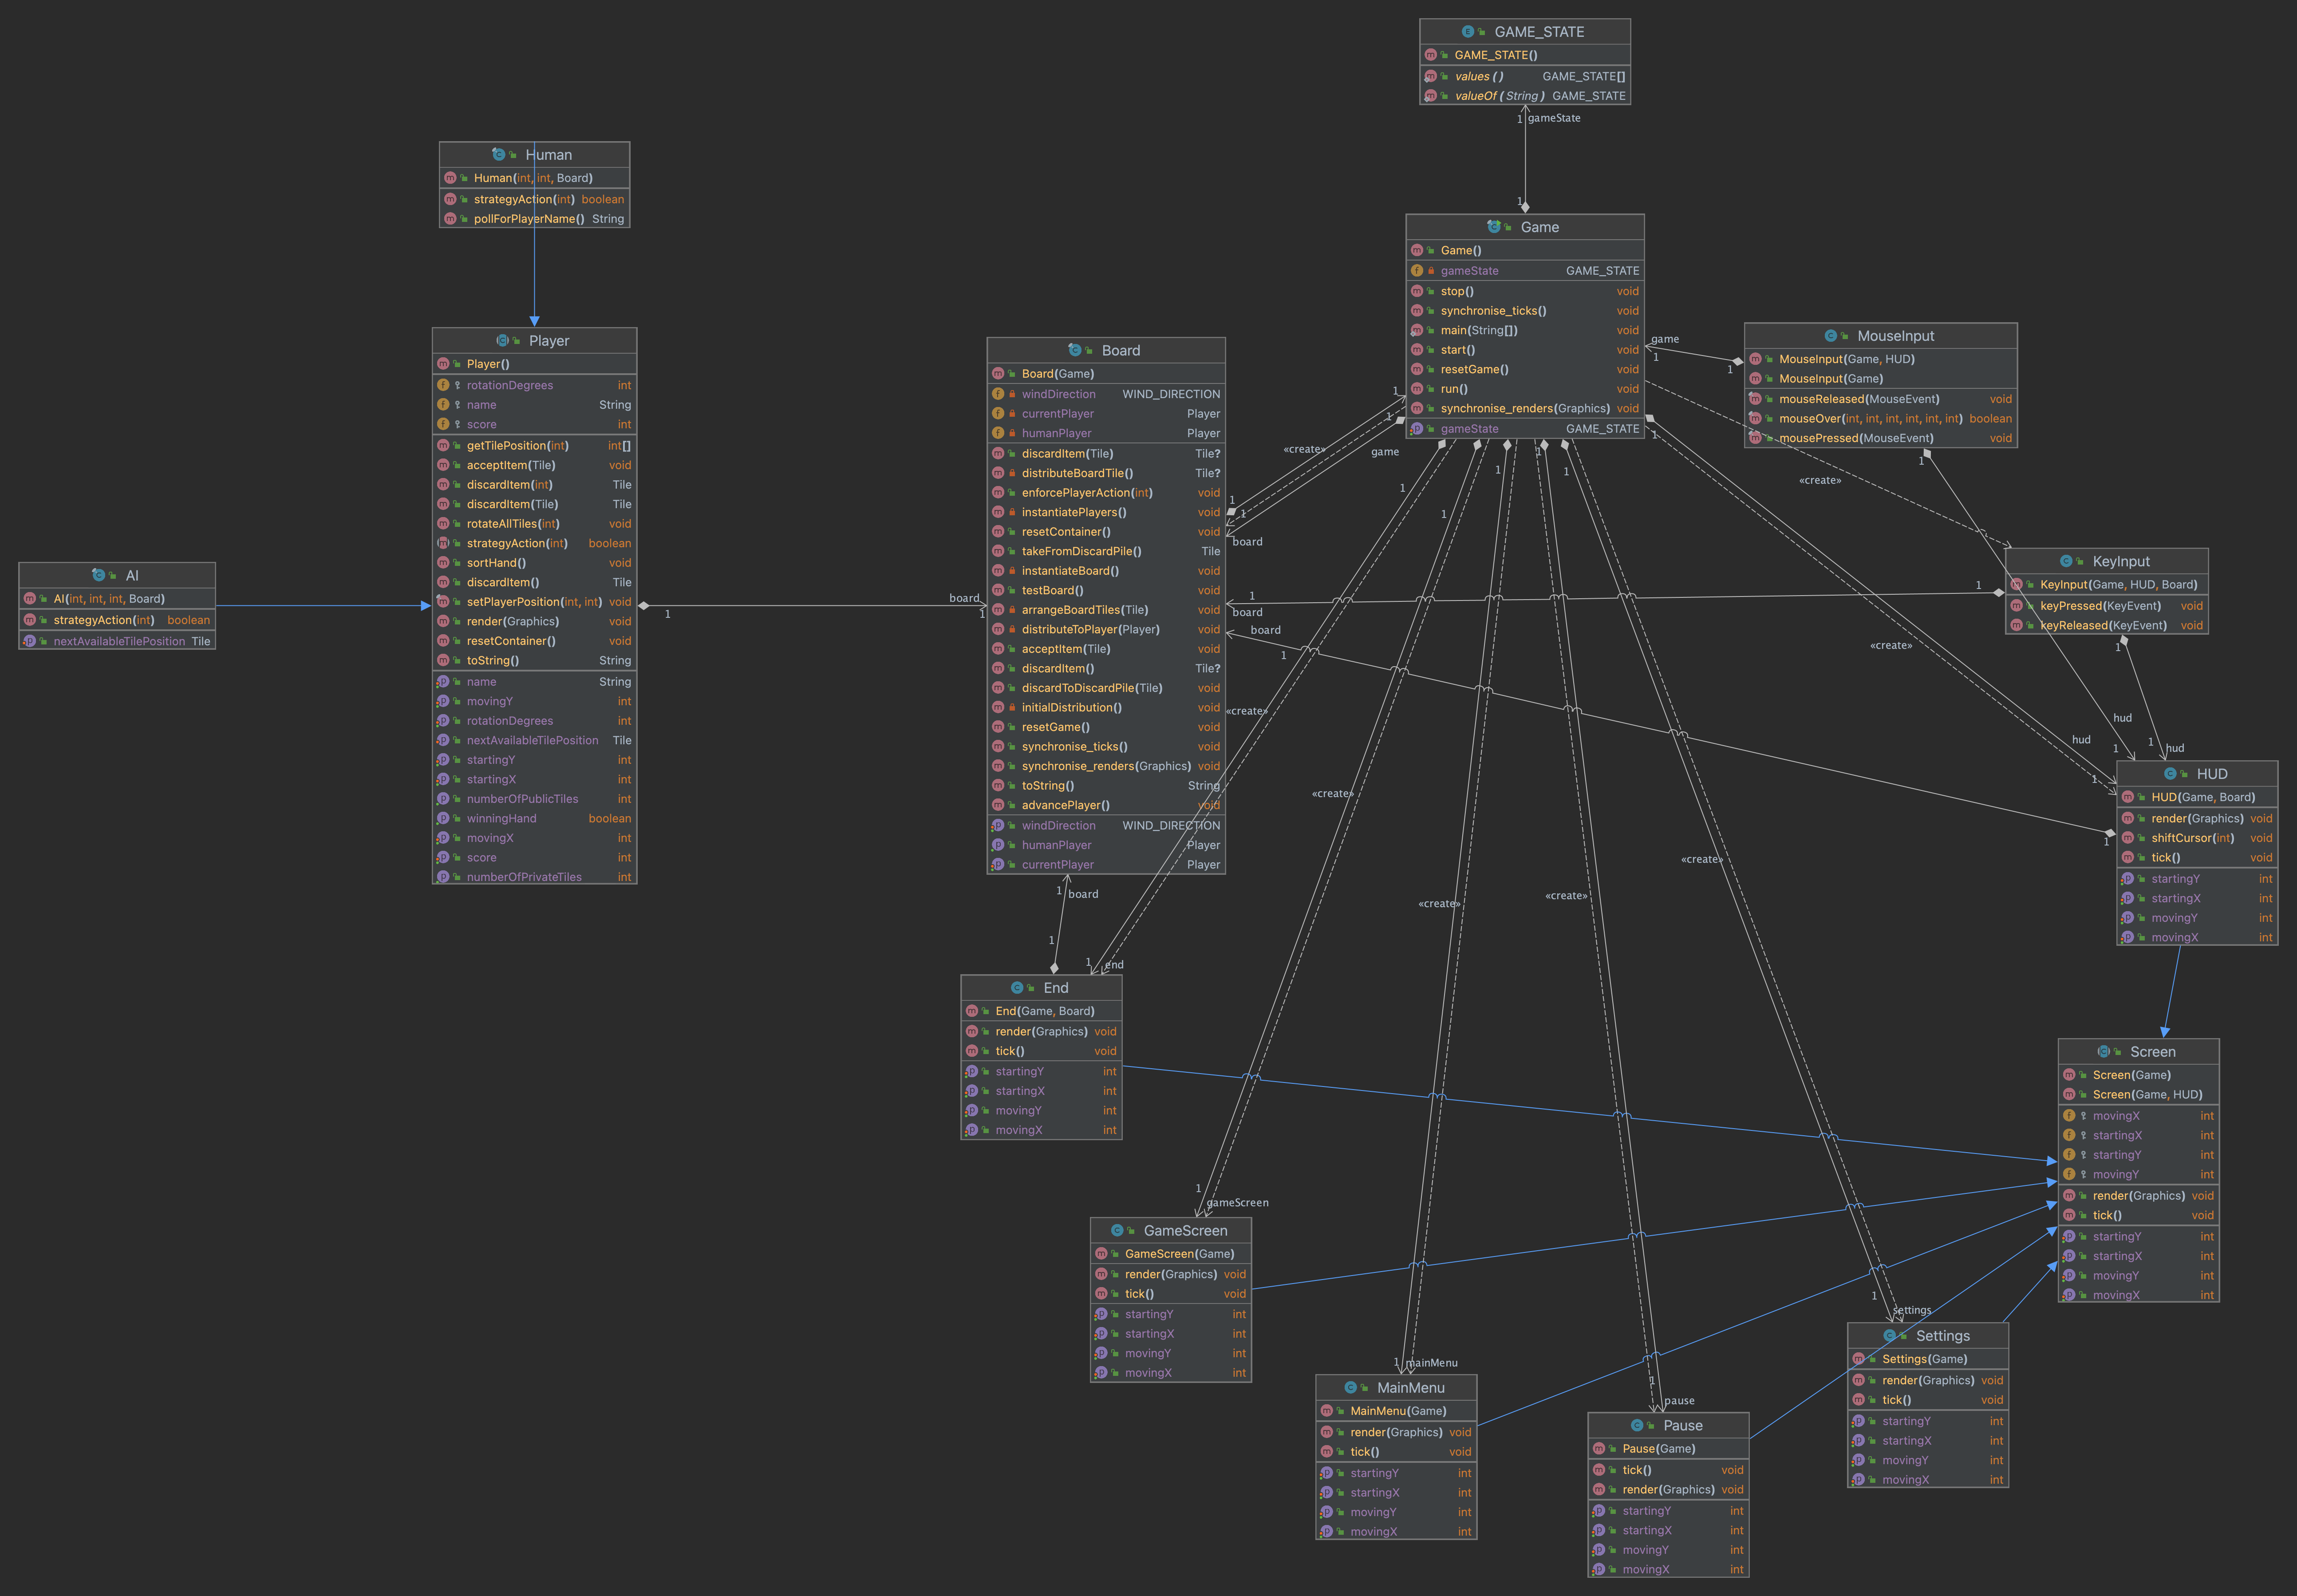 GAME_STATE
GAME_STATE()
values() GAME_STATE[]
valueOf(String) GAME_STATE
1 gameState
1
Human
Human(int, int, Board)
strategyAction(int) boolean
pollForPlayerName() String
Game
Game()
gameState GAME_STATE
stop() void
synchronise_ticks() void
main(String[]) void
start() void
resetGame() void
run() void
synchronise_renders(Graphics) void
gameState GAME_STATE
MouseInput
MouseInput(Game, HUD)
MouseInput(Game)
mouseReleased(MouseEvent) void
mouseOver(int, int, int, int, int, int) boolean
mousePressed(MouseEvent) void
game
1
1
Player
Player()
rotationDegrees int
name String
score int
getTilePosition(int) int[]
acceptItem(Tile) void
discardItem(int) Tile
discardItem(Tile) Tile
rotateAllTiles(int) void
strategyAction(int) boolean
sortHand() void
discardItem() Tile
setPlayerPosition(int, int) void
render(Graphics) void
resetContainer() void
toString() String
name String
movingY int
rotationDegrees int
nextAvailableTilePosition Tile
startingY int
startingX int
numberOfPublicTiles int
winningHand boolean
movingX int
score int
numberOfPrivateTiles int
AI
AI(int, int, int, Board)
strategyAction(int) boolean
nextAvailableTilePosition Tile
1
board
1
Board
Board(Game)
windDirection WIND_DIRECTION
currentPlayer Player
humanPlayer Player
discardItem(Tile) Tile?
distributeBoardTile() Tile?
enforcePlayerAction(int) void
instantiatePlayers() void
resetContainer() void
takeFromDiscardPile() Tile
instantiateBoard() void
testBoard() void
arrangeBoardTiles(Tile) void
distributeToPlayer(Player) void
acceptItem(Tile) void
discardItem() Tile?
discardToDiscardPile(Tile) void
initialDistribution() void
resetGame() void
synchronise_ticks() void
synchronise_renders(Graphics) void
toString() String
advancePlayer() void
windDirection WIND_DIRECTION
humanPlayer Player
currentPlayer Player
1
1
«create»
game
1
1
board
1
1
board
board
1
1
1
1
1
1
1
1
1
«create»
«create»
«create»
KeyInput
KeyInput(Game, HUD, Board)
keyPressed(KeyEvent) void
keyReleased(KeyEvent) void
1
1
hud
1
hud
1
hud
1
1
HUD
HUD(Game, Board)
render(Graphics) void
shiftCursor(int) void
tick() void
startingY int
startingX int
movingY int
movingX int
«create»
«create»
«create»
«create»
1 board
1
1 end
End
End(Game, Board)
render(Graphics) void
tick() void
startingY int
startingX int
movingY int
movingX int
Screen
Screen(Game)
Screen(Game, HUD)
movingX int
startingX int
startingY int
movingY int
render(Graphics) void
tick() void
startingY int
startingX int
movingY int
movingX int
1
gameScreen
GameScreen
GameScreen(Game)
render(Graphics) void
tick() void
startingY int
startingX int
movingY int
movingX int
1
settings
Settings
Settings(Game)
render(Graphics) void
tick() void
startingY int
startingX int
movingY int
movingX int
1 mainMenu
MainMenu
MainMenu(Game)
render(Graphics) void
tick() void
startingY int
startingX int
movingY int
movingX int
1
pause
Pause
Pause(Game)
tick() void
render(Graphics) void
startingY int
startingX int
movingY int
movingX int